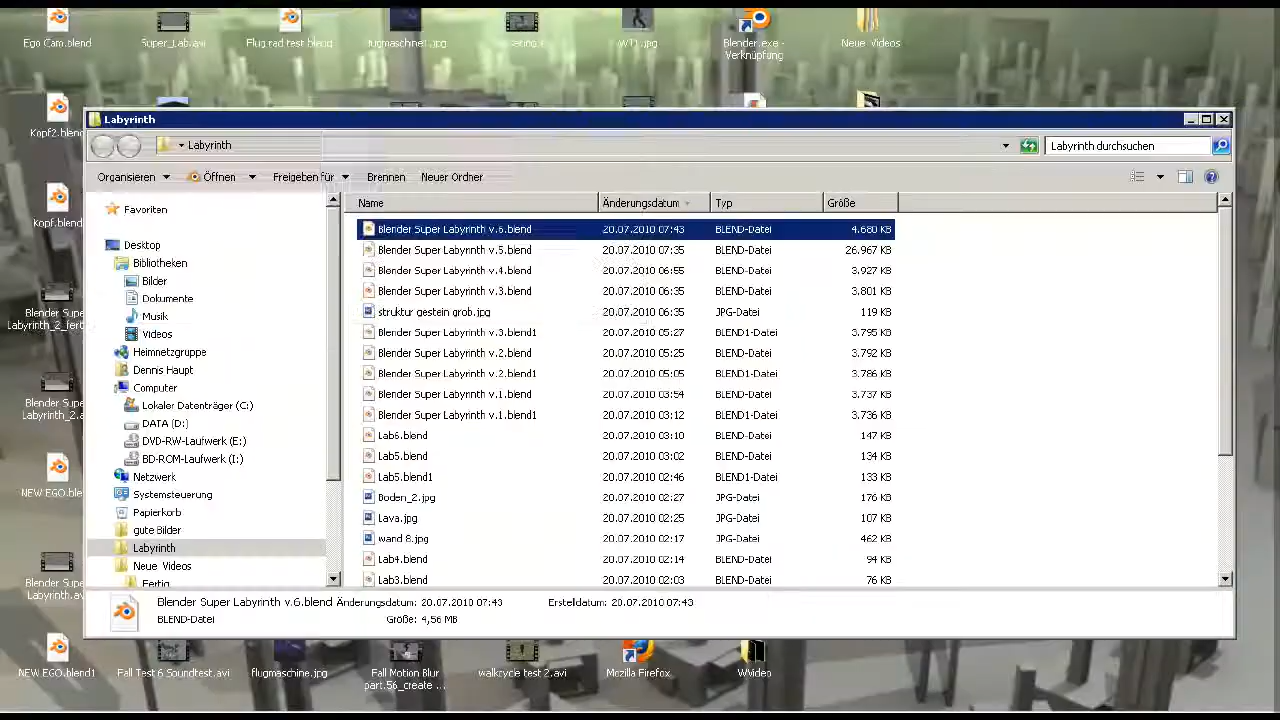 Ego Cam.blend
Super_Lab.avi
Flug rad test.blend
flugmaschine1.jpg
WT1.jpg
Blender.exe - Verknüpfung
Neue Videos
Kopf2.blend
Kopf.blend
Blender Supe
Labyrinth_2_fert
Blender Supe
Labyrinth_2.a
NEW EGO.ble
Blender Supe
Labyrinth.av
NEW EGO.blend1
Fall Test 6 Soundtest.avi
flugmaschine.jpg
Fall Motion Blur
part.56_create ...
walkcycle test 2.avi
Mozilla Firefox
WVideo
Labyrinth
Labyrinth
Labyrinth durchsuchen
Organisieren Öffnen Freigeben für Brennen Neuer Ordner
Favoriten
Desktop
Bibliotheken
Bilder
Dokumente
Musik
Videos
Heimnetzgruppe
Dennis Haupt
Computer
Lokaler Datenträger (C:)
DATA (D:)
DVD-RW-Laufwerk (E:)
BD-ROM-Laufwerk (I:)
Netzwerk
Systemsteuerung
Papierkorb
gute Bilder
Labyrinth
Neue Videos
Fertig
Name Änderungsdatum Typ Größe
Blender Super Labyrinth v.6.blend 20.07.2010 07:43 BLEND-Datei 4.680 KB
Blender Super Labyrinth v.5.blend 20.07.2010 07:35 BLEND-Datei 26.967 KB
Blender Super Labyrinth v.4.blend 20.07.2010 06:55 BLEND-Datei 3.927 KB
Blender Super Labyrinth v.3.blend 20.07.2010 06:35 BLEND-Datei 3.801 KB
struktur gestein grob.jpg 20.07.2010 06:35 JPG-Datei 119 KB
Blender Super Labyrinth v.3.blend1 20.07.2010 05:27 BLEND1-Datei 3.795 KB
Blender Super Labyrinth v.2.blend 20.07.2010 05:25 BLEND-Datei 3.792 KB
Blender Super Labyrinth v.2.blend1 20.07.2010 05:05 BLEND1-Datei 3.786 KB
Blender Super Labyrinth v.1.blend 20.07.2010 03:54 BLEND-Datei 3.737 KB
Blender Super Labyrinth v.1.blend1 20.07.2010 03:12 BLEND1-Datei 3.736 KB
Lab6.blend 20.07.2010 03:10 BLEND-Datei 147 KB
Lab5.blend 20.07.2010 03:02 BLEND-Datei 134 KB
Lab5.blend1 20.07.2010 02:46 BLEND1-Datei 133 KB
Boden_2.jpg 20.07.2010 02:27 JPG-Datei 176 KB
Lava.jpg 20.07.2010 02:25 JPG-Datei 107 KB
wand 8.jpg 20.07.2010 02:17 JPG-Datei 462 KB
Lab4.blend 20.07.2010 02:14 BLEND-Datei 94 KB
Lab3.blend 20.07.2010 02:03 BLEND-Datei 76 KB
Blender Super Labyrinth v.6.blend Änderungsdatum: 20.07.2010 07:43 Erstelldatum: 20.07.2010 07:43
BLEND-Datei Größe: 4,56 MB